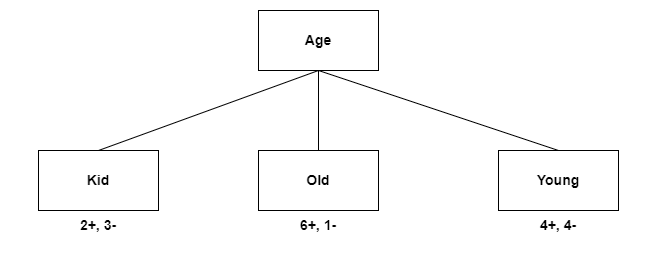 Age
Kid
Old
Young
2+, 3-
6+, 1-
4+, 4-